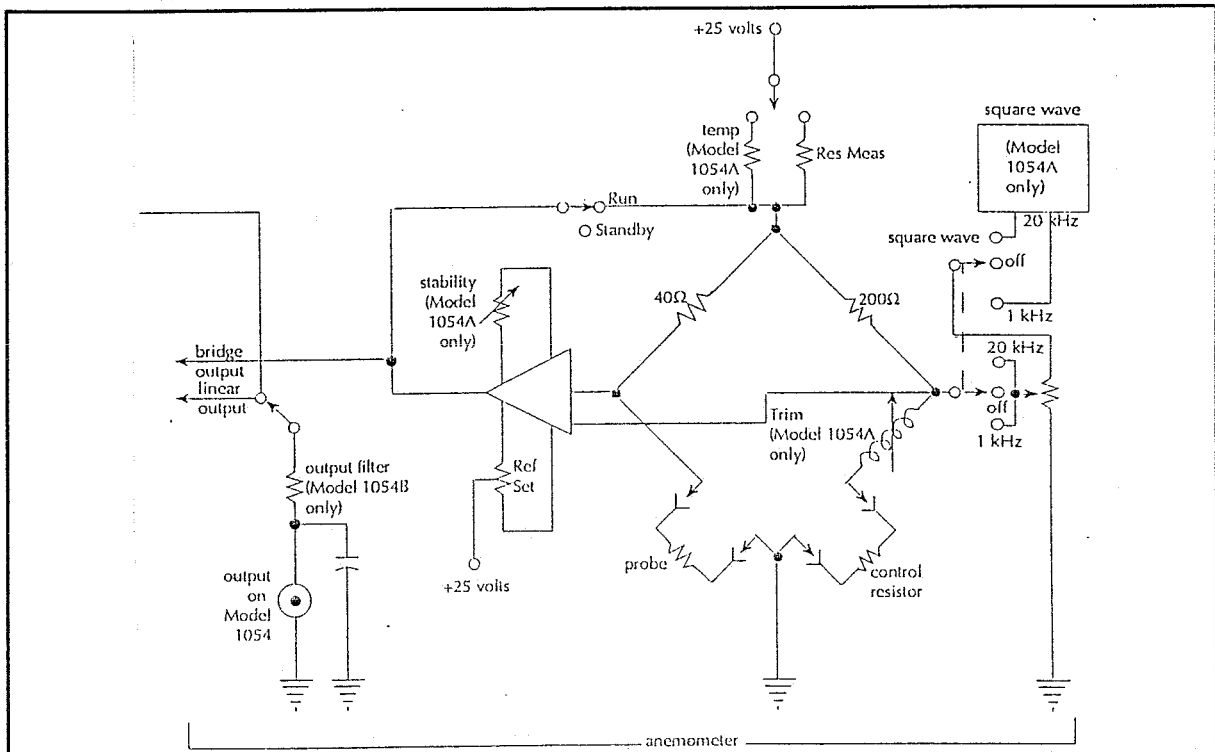 +25 volts
square wave
temp
(Model
1054A
only)
Res Meas
(Model
1054A
only)
Run
Standby
20 kHz
square wave
off
stability
(Model
1054A
only)
40Ω
200Ω
1 kHz
bridge
output
linear
output
20 kHz
off
1 kHz
Trim
(Model 1054A
only)
output filter
(Model 1054B
only)
Ref
Set
probe
control
resistor
+25 volts
output
on
Model
1054
anemometer